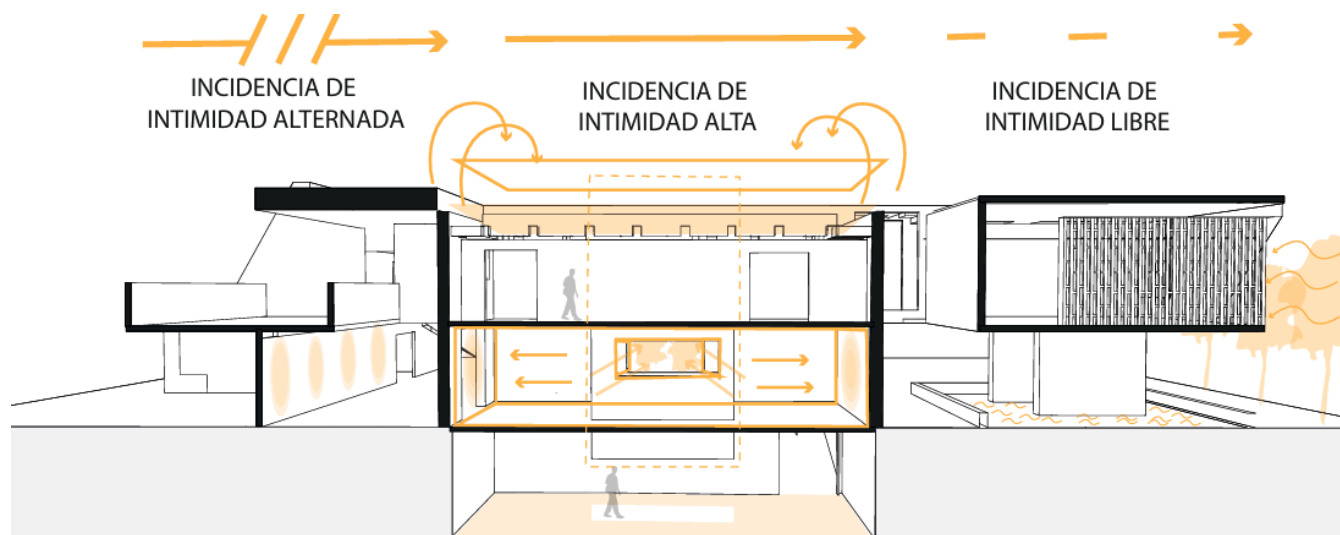 INCIDENCIA DE
INTIMIDAD ALTERNADA
INCIDENCIA DE
INTIMIDAD ALTA
INCIDENCIA DE
INTIMIDAD LIBRE